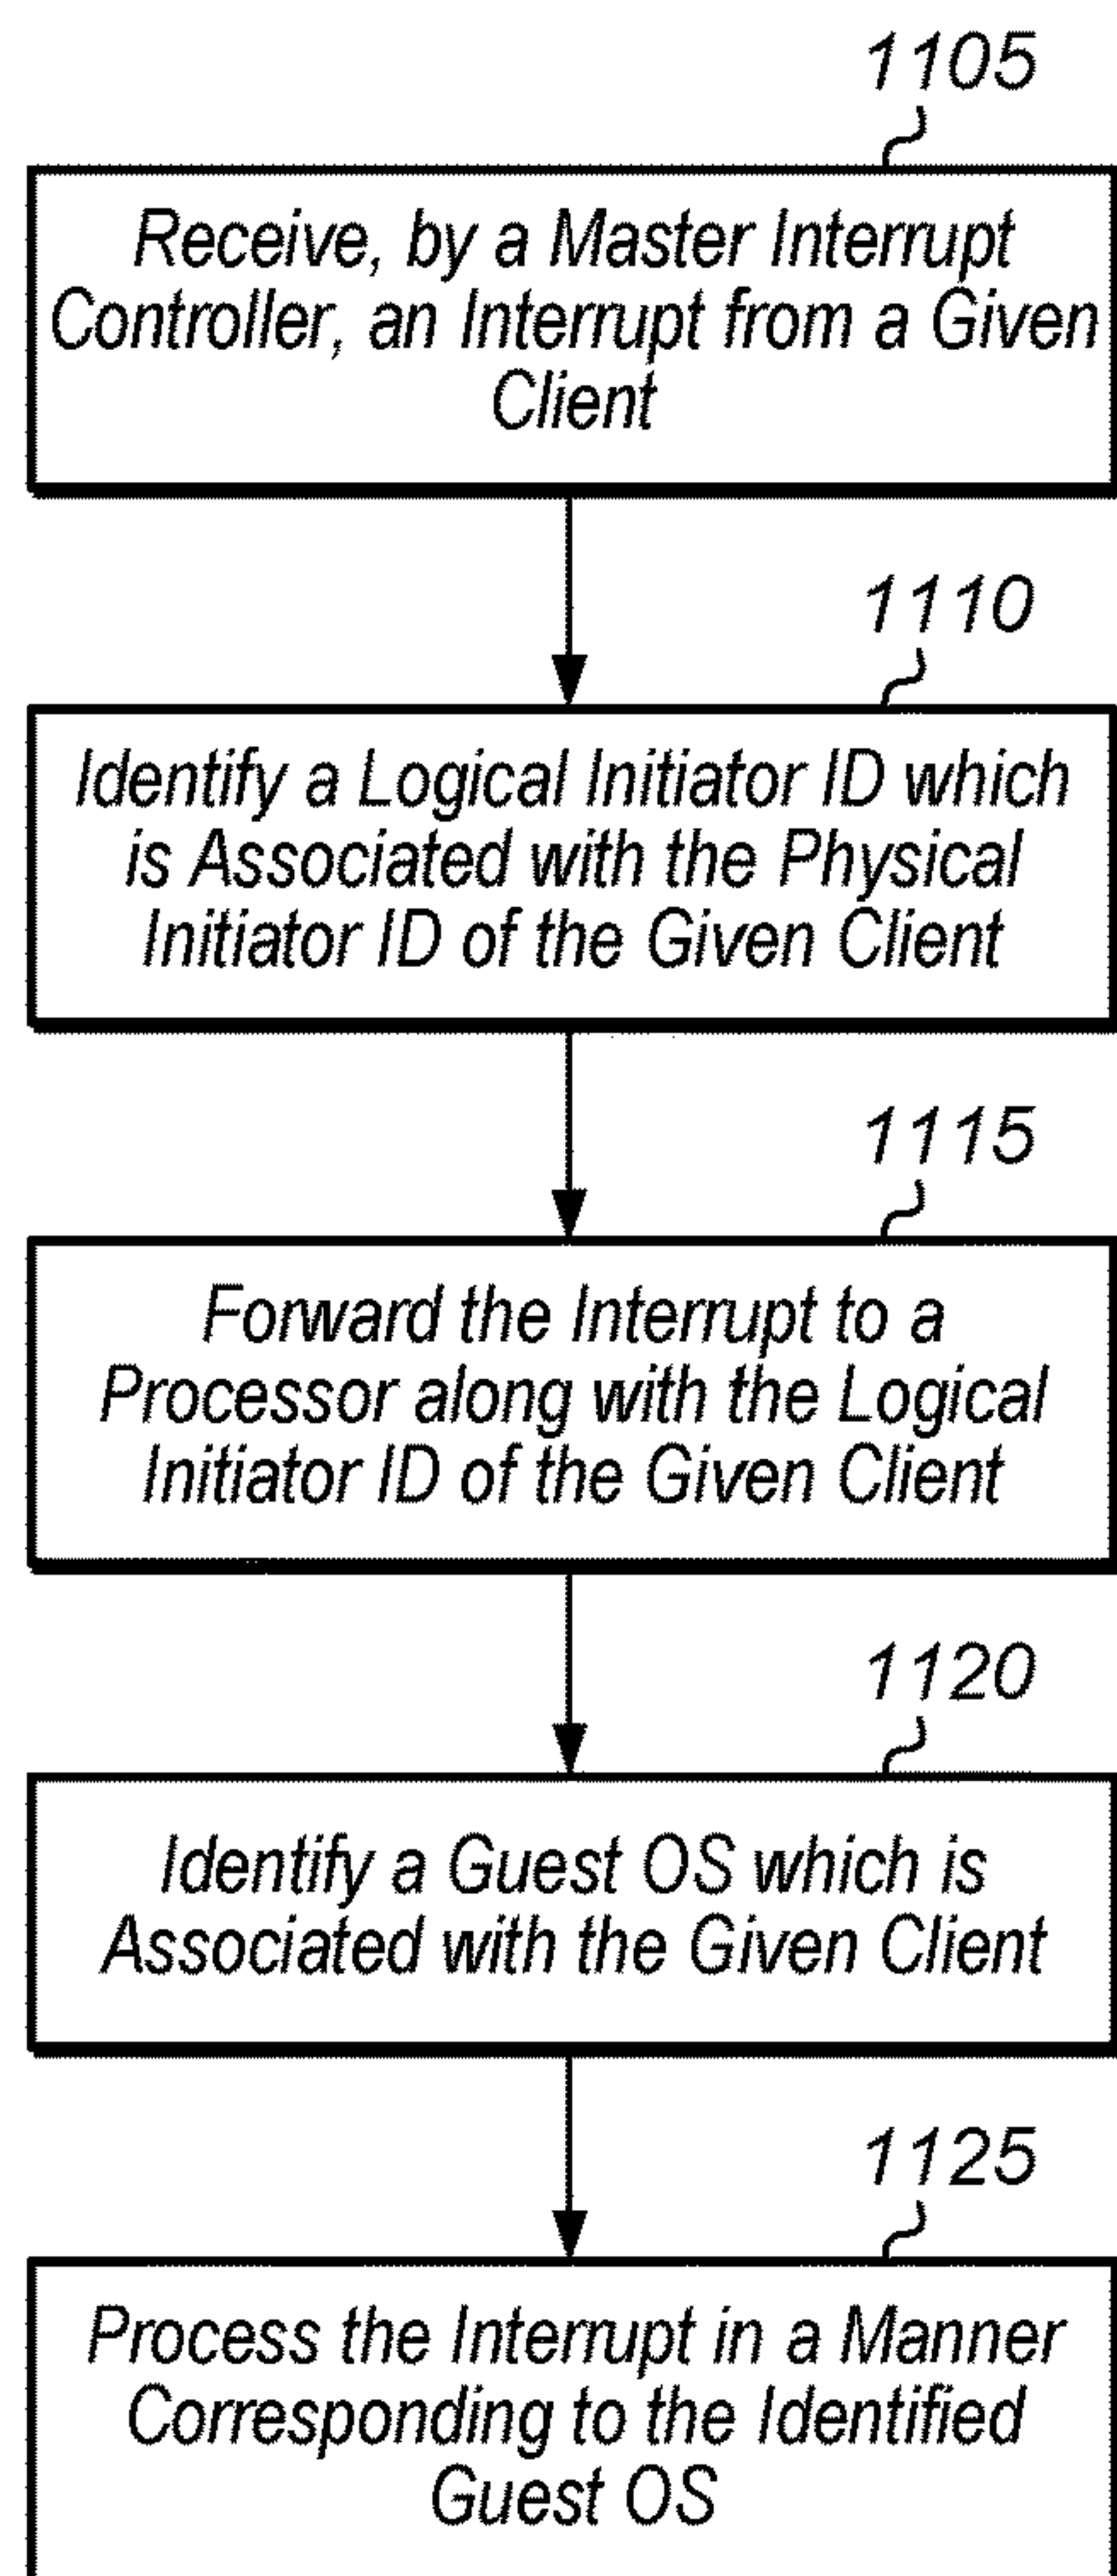 1105
Receive, by a Master Interrupt
Controller, an Interrupt from a Given
Client
1110
Identify a Logical Initiator ID which
is Associated with the Physical
Initiator ID of the Given Client
1115
Forward the Interrupt to a
Processor along with the Logical
Initiator ID of the Given Client
1120
Identify a Guest OS which is
Associated with the Given Client
1125
Process the Interrupt in a Manner
Corresponding to the Identified
Guest OS